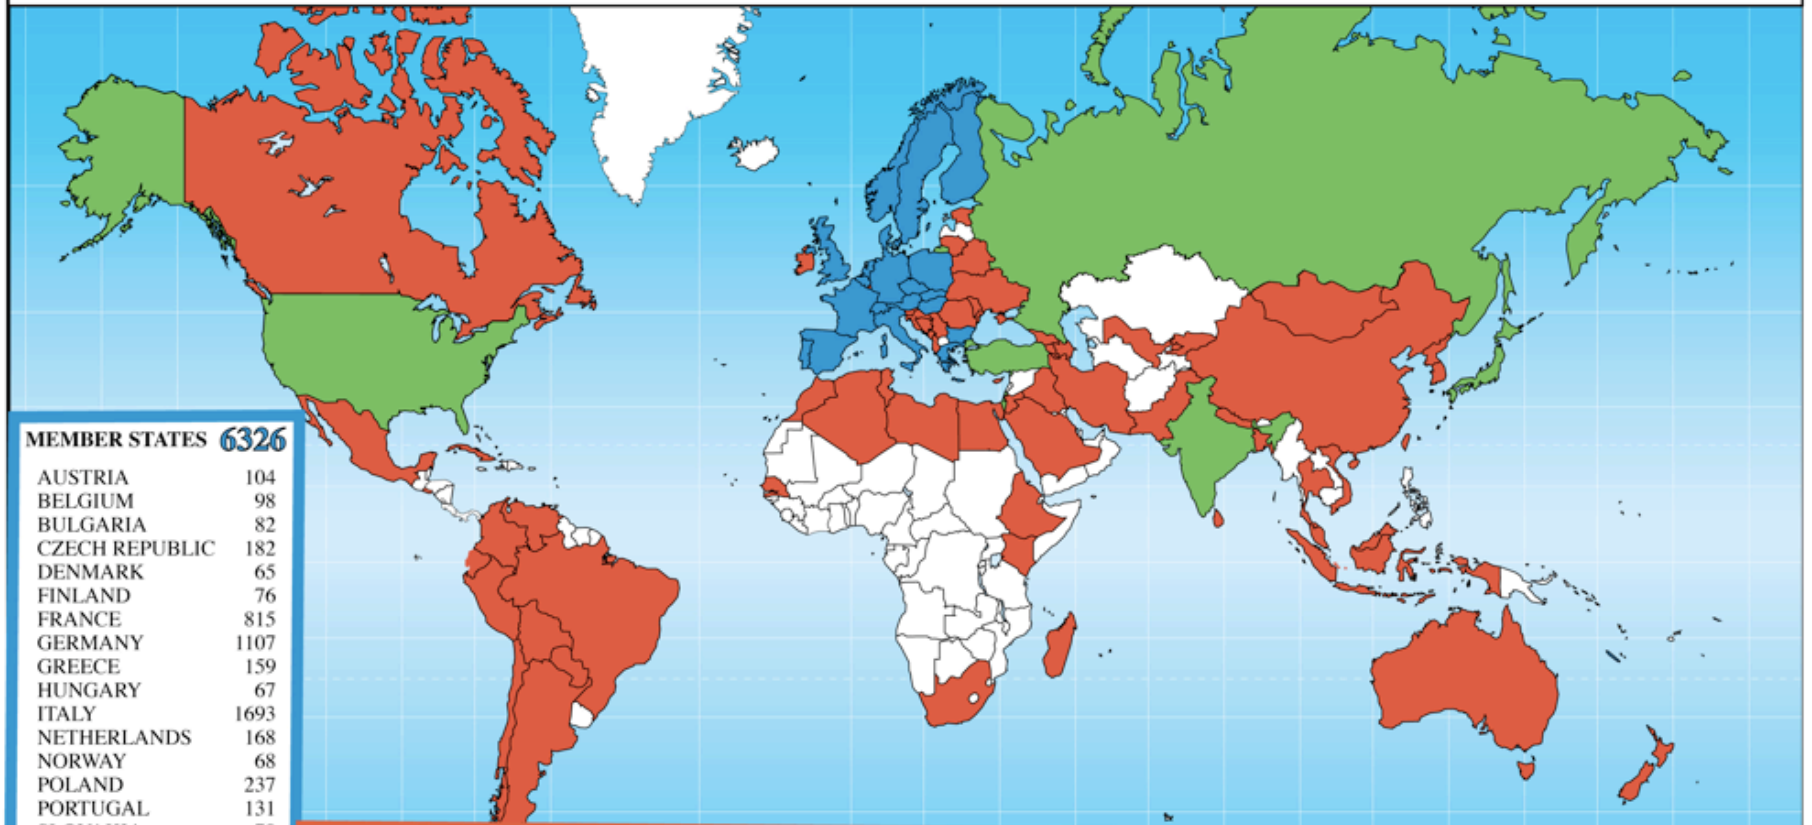 MEMBER STATES 6326
AUSTRIA 104
BELGIUM 98
BULGARIA 82
CZECH REPUBLIC 182
DENMARK 65
FINLAND 76
FRANCE 815
GERMANY 1107
GREECE 159
HUNGARY 67
ITALY 1693
NETHERLANDS 168
NORWAY 68
POLAND 237
PORTUGAL 131